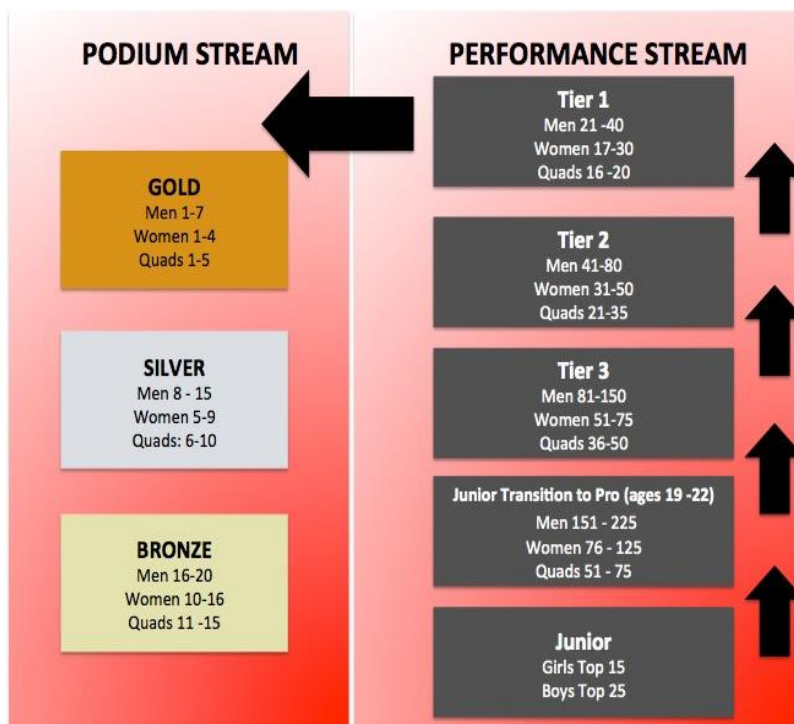 PODIUM STREAM
GOLD
Men 1-7
Women 1-4
Quads 1-5
SILVER
Men 8 - 15
Women 5-9
Quads: 6-10
BRONZE
Men 16-20
Women 10-16
Quads 11 -15
PERFORMANCE STREAM
Tier 1
Men 21 -40
Women 17-30
Quads 16 -20
Tier 2
Men 41-80
Women 31-50
Quads 21-35
Tier 3
Men 81-150
Women 51-75
Quads 36-50
Junior Transition to Pro (ages 19 -22)
Men 151 - 225
Women 76 - 125
Quads 51 - 75
Junior
Girls Top 15
Boys Top 25